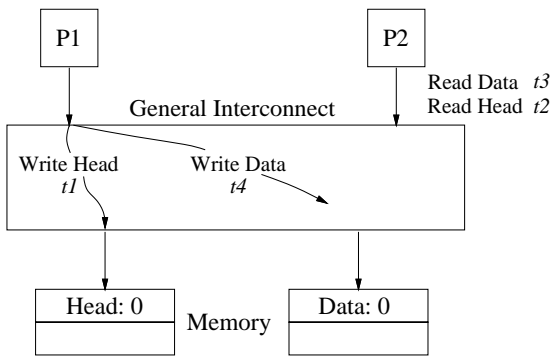 P1
P2
Read Data t3
Read Head t2
General Interconnect
Write Head
t1
Write Data
t4
Head: 0
Data: 0
Memory